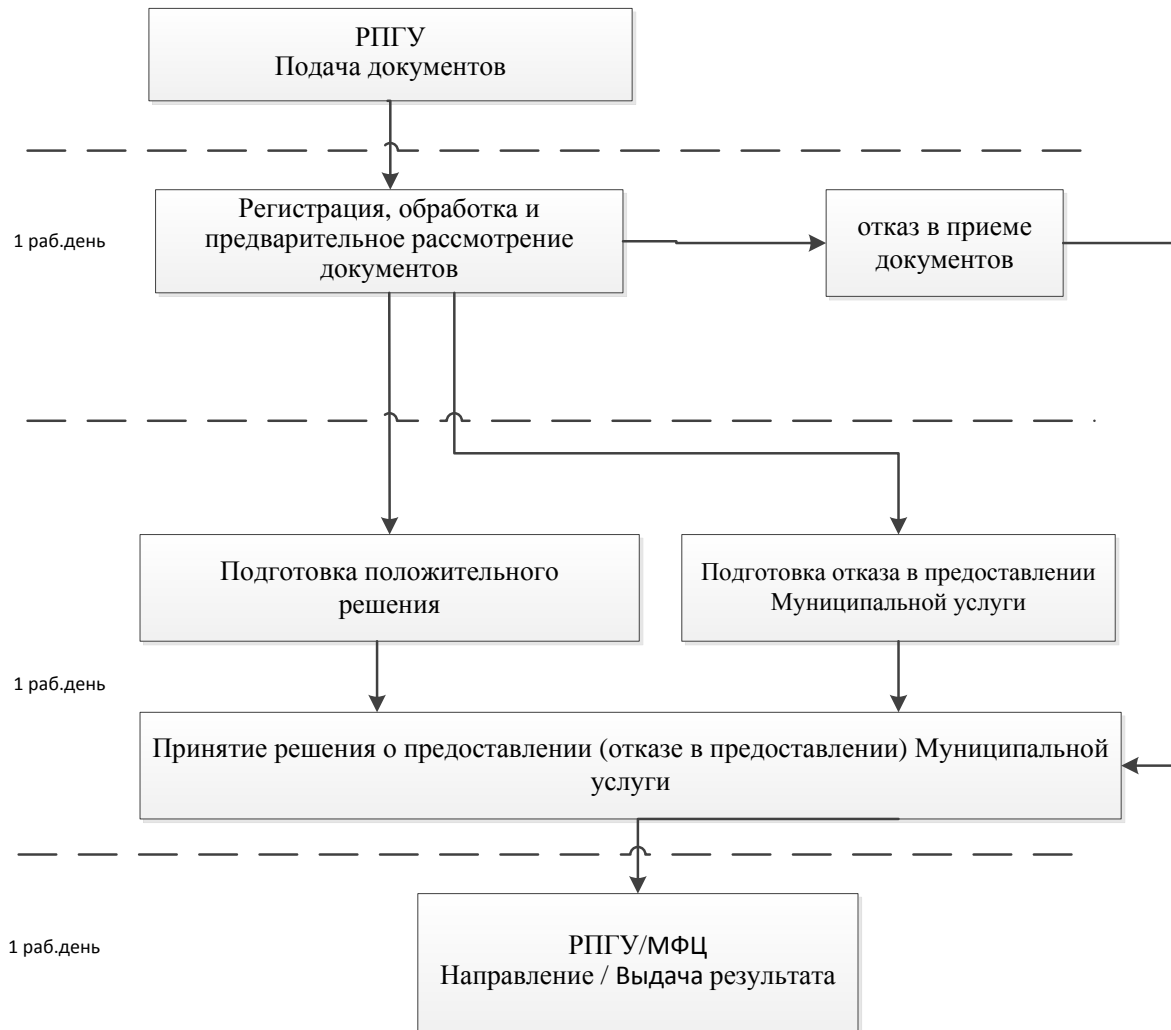 РПГУ
Подача документов
1 раб.день
Регистрация, обработка и
предварительное рассмотрение
документов
отказ в приеме
документов
Подготовка положительного
решения
Подготовка отказа в предоставлении
Муниципальной услуги
1 раб.день
Принятие решения о предоставлении (отказе в предоставлении) Муниципальной
услуги
1 раб.день
РПГУ/МФЦ
Направление / Выдача результата